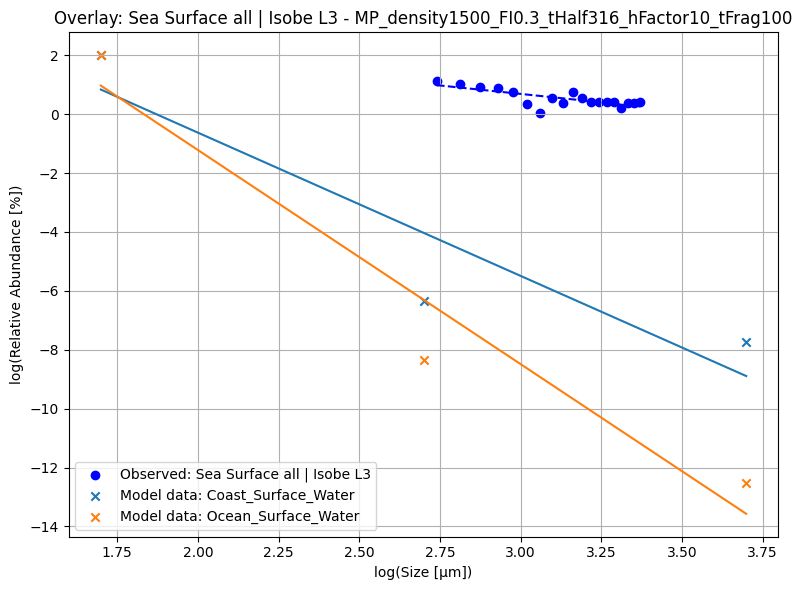 Overlay: Sea Surface all | Isobe L3 - MP_density1500_FI0.3_tHalf316_hFactor10_tFrag100
2
0
−2
−4
−6
−8
−10
−12
−14
log(Relative Abundance [%])
Observed: Sea Surface all | Isobe L3
Model data: Coast_Surface_Water
Model data: Ocean_Surface_Water
1.75 2.00 2.25 2.50 2.75 3.00 3.25 3.50 3.75
log(Size [μm])